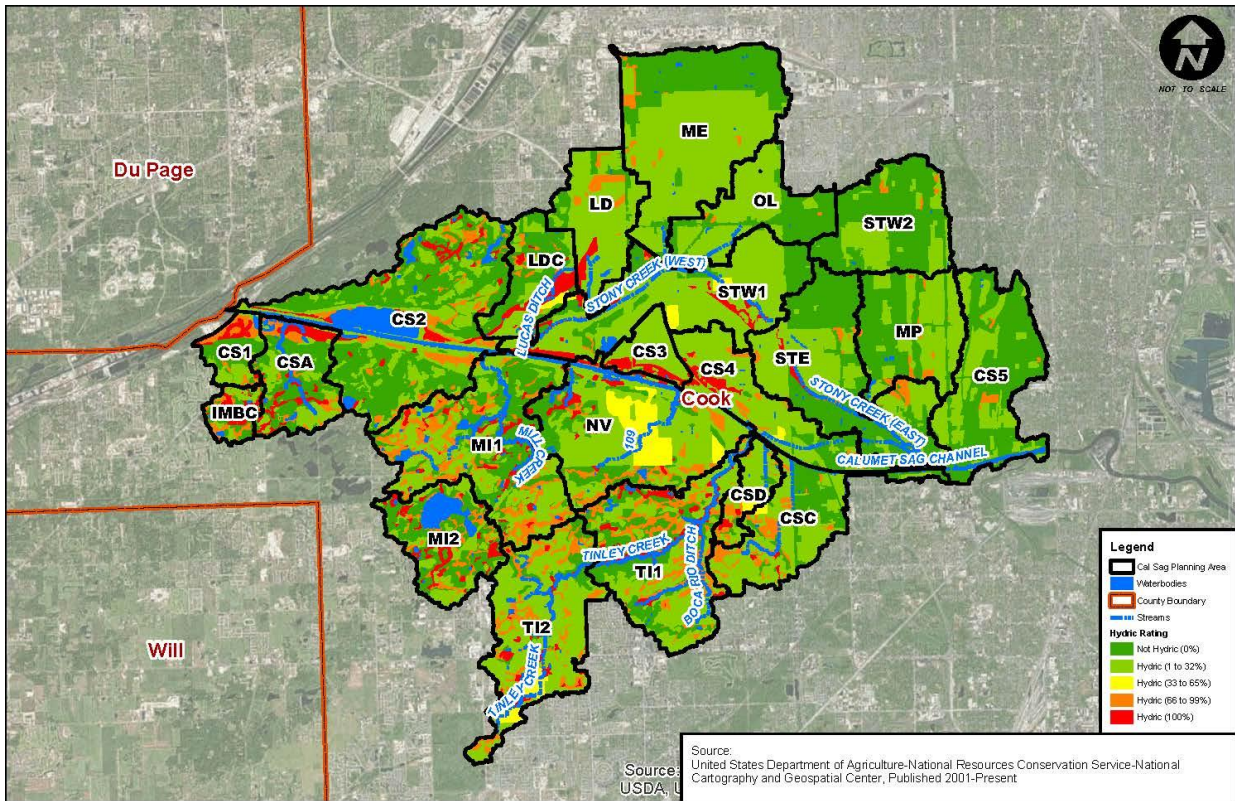 N
NOT TO SCALE
Du Page
ME
LD
OL
STW2
LDC
STONY CREEK (WEST)
LUCAS DITCH
STW1
CS2
CS1
CSA
CS3
CS4
STE
MP
CS5
IMBC
Cook
NV
STONY CREEK (EAST)
MI1
MILL CREEK
109
CALUMET SAG CHANNEL
CSD
CSC
MI2
TINLEY CREEK
TI1
BOCA RIO DITCH
TI2
Will
TINLEY CREEK
Legend
Cal Sag Planning Area
Waterbodies
County Boundary
Streams
Hydric Rating
Not Hydric (0%)
Hydric (1 to 32%)
Hydric (33 to 65%)
Hydric (66 to 99%)
Hydric (100%)
Source:
United States Department of Agriculture-National Resources Conservation Service-National
Cartography and Geospatial Center, Published 2001-Present
Source:
USDA,